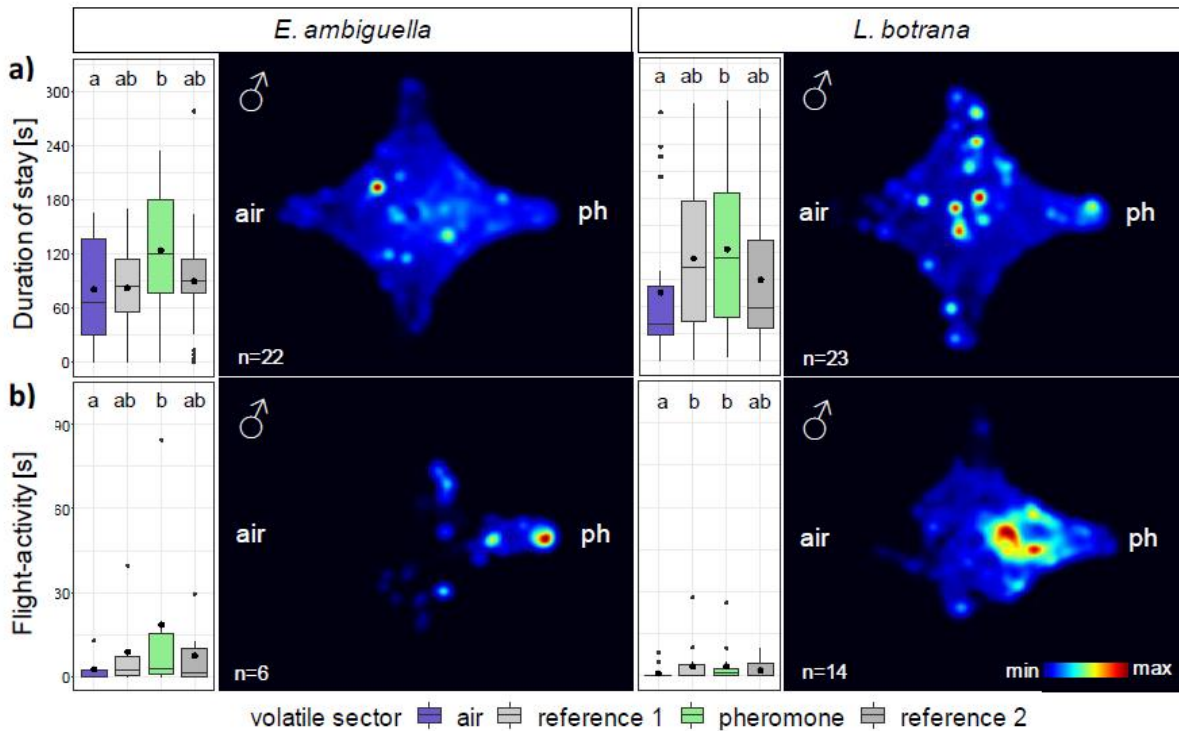 E. ambiguella
L. botrana
a)
a ab b ab
a ab b ab
Duration of stay [s]
300
240
180
120
60
0
♂
air
ph
n=22
♂
air
ph
n=23
b)
a ab b ab
a b b ab
Flight-activity [s]
90
60
30
0
♂
air
ph
n=6
♂
air
ph
n=14
min max
volatile sector air reference 1 pheromone reference 2